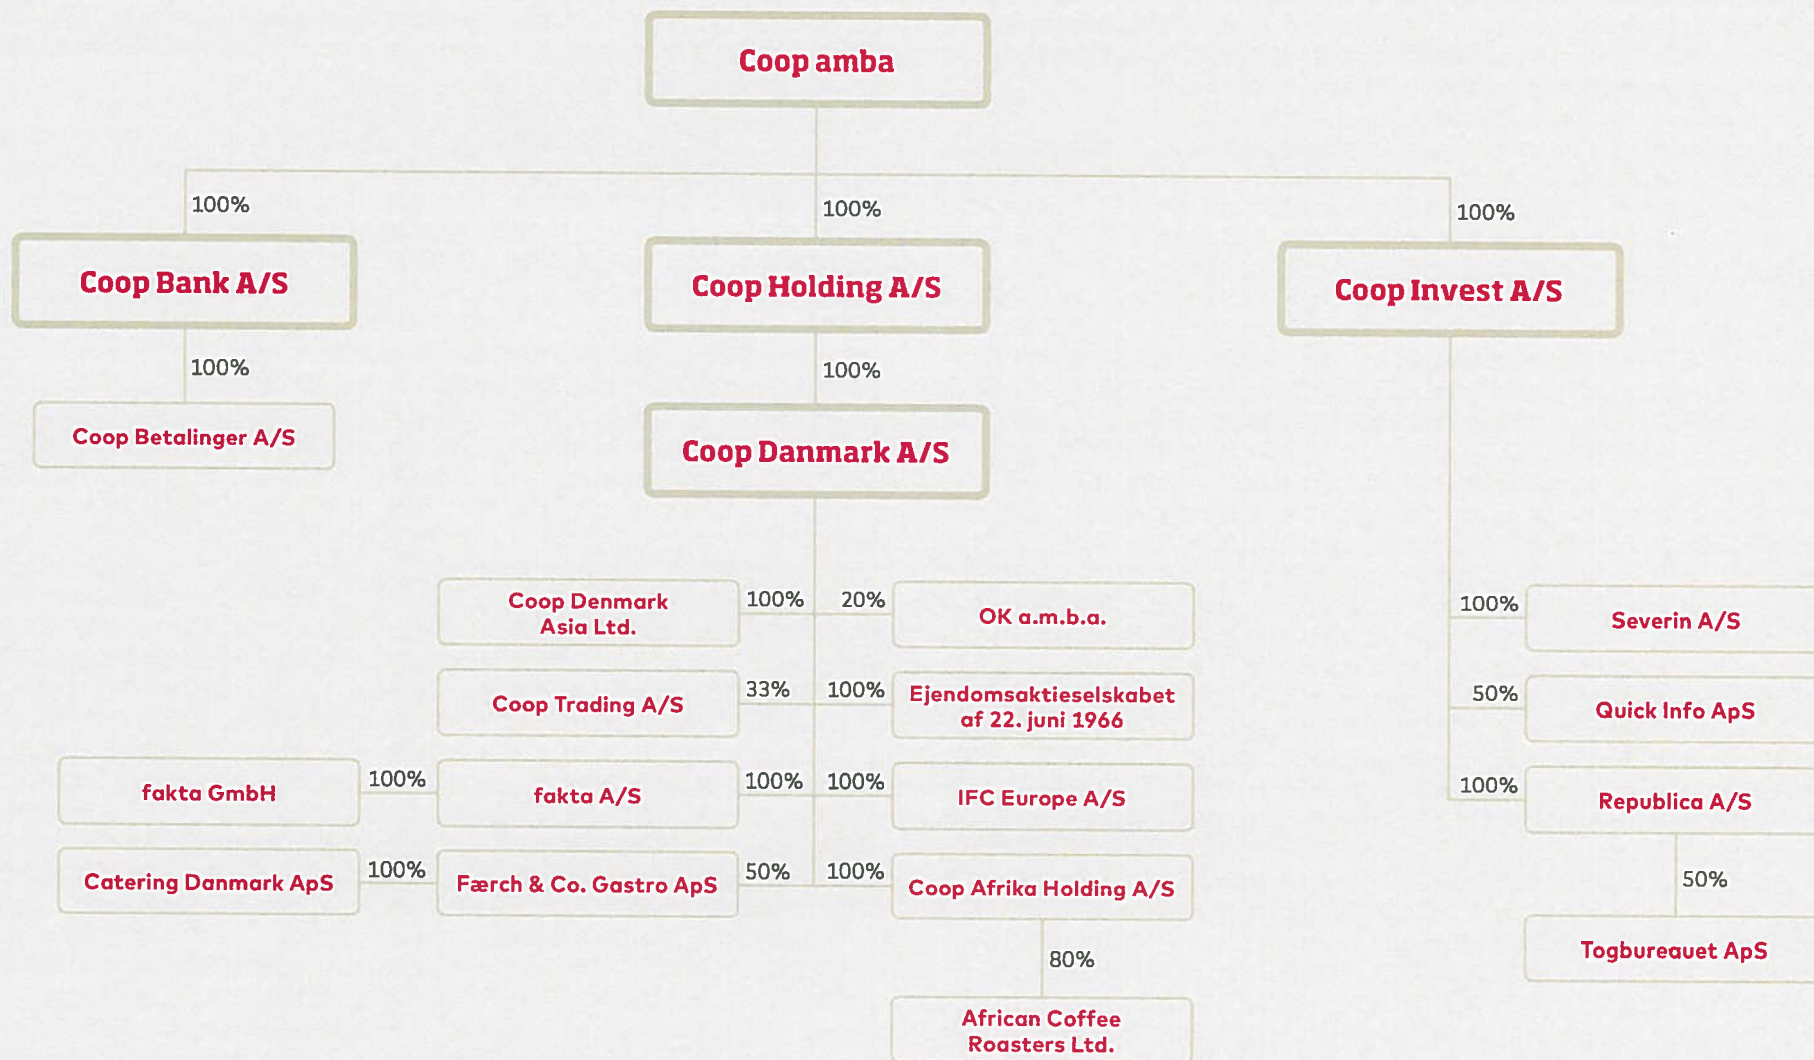 Coop amba
100%
100%
100%
Coop Bank A/S
Coop Holding A/S
Coop Invest A/S
100%
100%
Coop Betalinger A/S
Coop Danmark A/S
Coop Denmark
Asia Ltd.
100%
20%
OK a.m.b.a.
100%
Severin A/S
Coop Trading A/S
33%
100%
Ejendomsaktieselskabet
af 22. juni 1966
50%
Quick Info ApS
fakta GmbH
100%
fakta A/S
100%
100%
IFC Europe A/S
100%
Republica A/S
Catering Danmark ApS
100%
Færch & Co. Gastro ApS
50%
100%
Coop Afrika Holding A/S
50%
80%
Togbureauet ApS
African Coffee
Roasters Ltd.